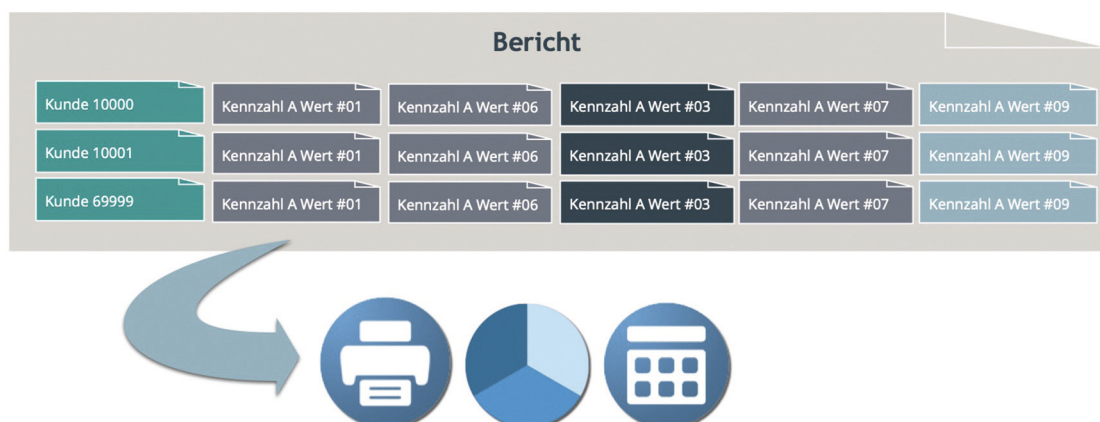 Bericht
Kunde 10000 Kennzahl A Wert #01 Kennzahl A Wert #06 Kennzahl A Wert #03 Kennzahl A Wert #07 Kennzahl A Wert #09
Kunde 10001 Kennzahl A Wert #01 Kennzahl A Wert #06 Kennzahl A Wert #03 Kennzahl A Wert #07 Kennzahl A Wert #09
Kunde 69999 Kennzahl A Wert #01 Kennzahl A Wert #06 Kennzahl A Wert #03 Kennzahl A Wert #07 Kennzahl A Wert #09